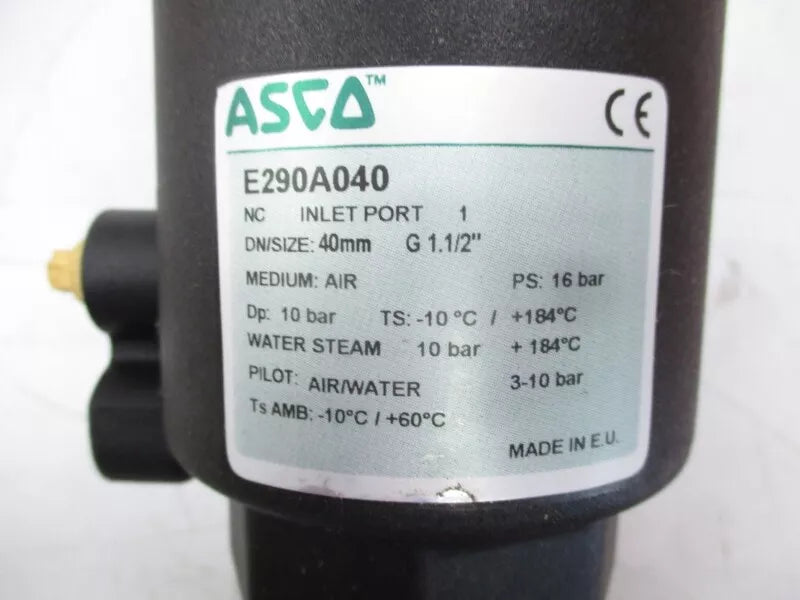 ASCO™ CE
E290A040
NC INLET PORT 1
DN/SIZE: 40mm G 1.1/2"
MEDIUM: AIR PS: 16 bar
Dp: 10 bar TS: -10 °C / +184°C
WATER STEAM 10 bar + 184°C
PILOT: AIR/WATER 3-10 bar
Ts AMB: -10°C / +60°C
MADE IN E.U.